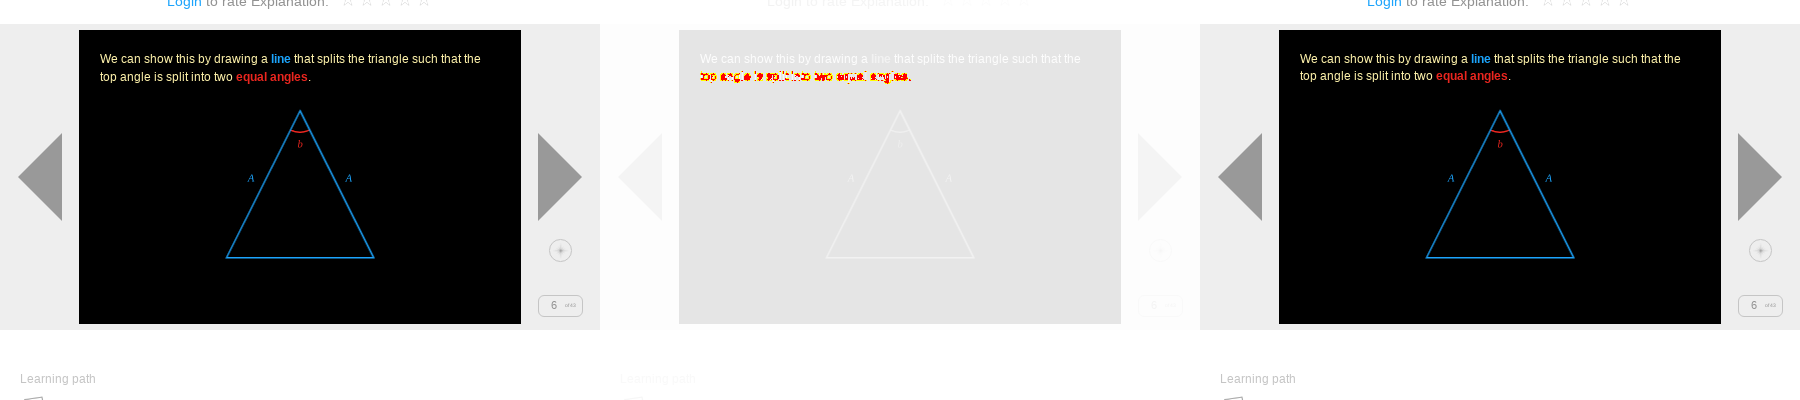 Login to rate Explanation: ☆ ☆ ☆ ☆ ☆
We can show this by drawing a line that splits the triangle such that the
top angle is split into two equal angles.
b
A A
6
Learning path
Login to rate Explanation:
We can show this by drawing a line that splits the triangle such that the
top angle is split into two equal angles.
b
A A
6
Learning path
Login to rate Explanation: ☆ ☆ ☆ ☆ ☆
We can show this by drawing a line that splits the triangle such that the
top angle is split into two equal angles.
b
A A
6
Learning path